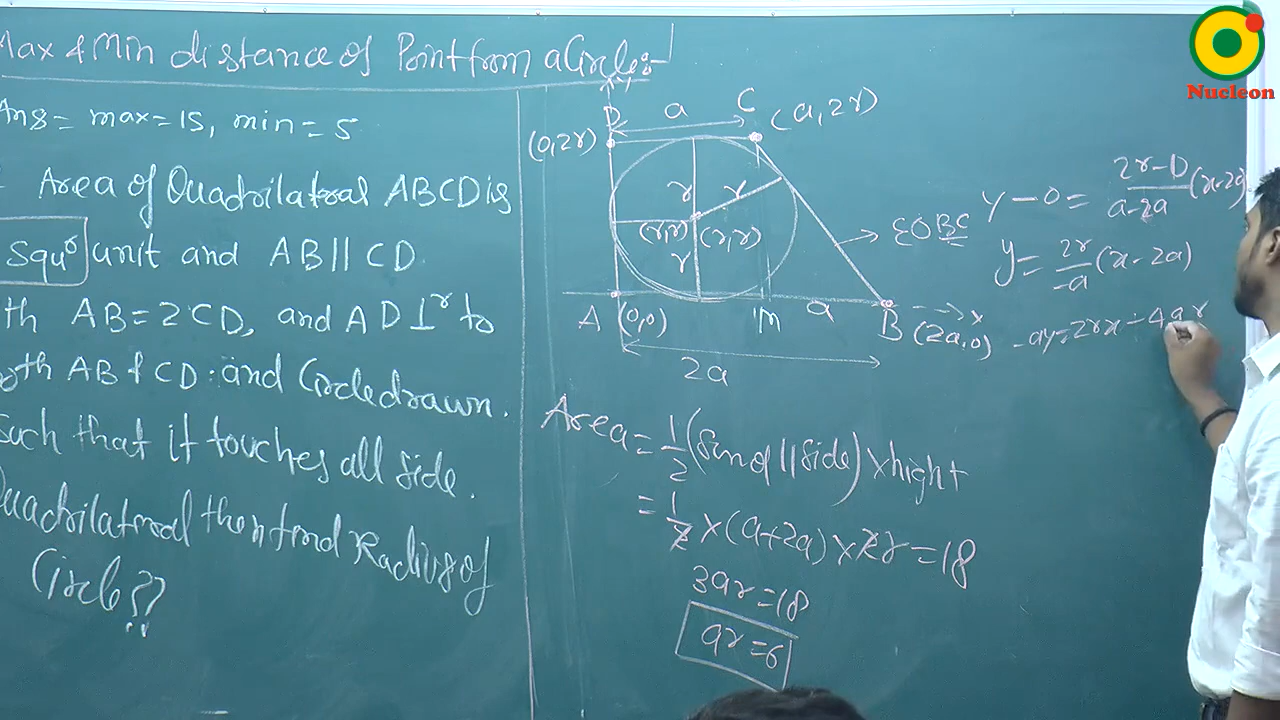 Max & Min distance of Point from a Circle:-
Ans = max = 15, min = 5
Area of Quadrilateral ABCD is
Squr unit and AB || CD.
th AB = 2CD, and AD ⊥r to
oth AB & CD: and Circle drawn.
Such that it touches all side.
Quadrilateral then find Radius of
Circle??
a
C (a, 2r)
(0, 2r)
r
r
(r,r) (r,r)
r
EOBC
A (0,0)
M
a
B (2a,0)
x
2a
Area = 1/2 (Sum of || side) x hight
= 1/2 x (a+2a) x 2r = 18
3ar = 18
ar = 6
y - 0 = 2r-0/a-2a (x-2a)
y = 2r/-a (x-2a)
-ay = 2rx - 4ar
Nucleon